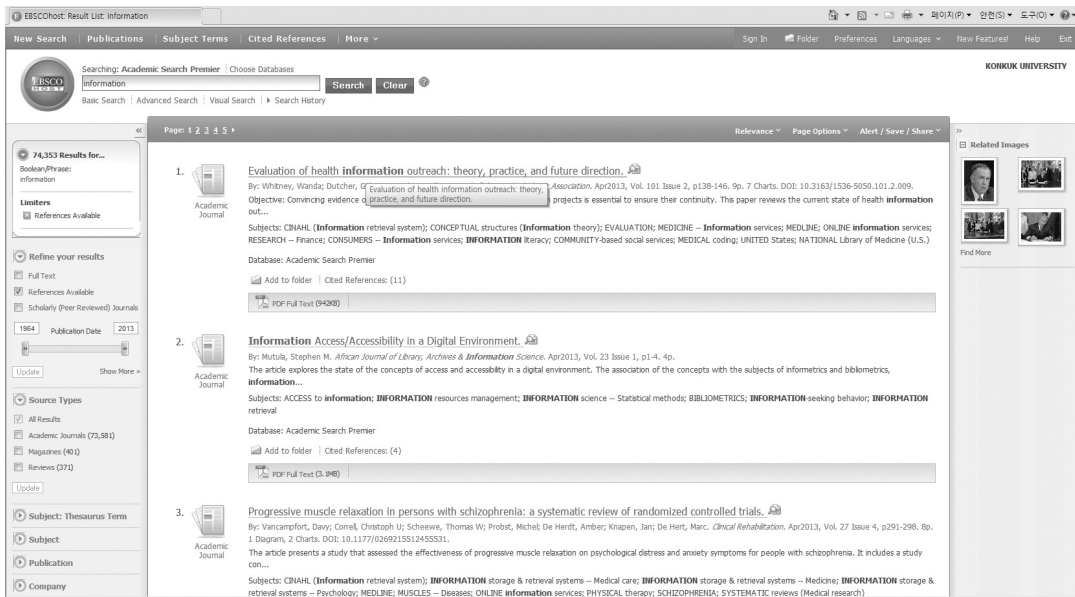 EBSCOhost: Result List: information
페이지(P) 안전(S) 도구(O)
New Search Publications Subject Terms Cited References More
Sign In Folder Preferences Languages New Features! Help Exit
EBSCO
HOST
Searching: Academic Search Premier Choose Databases
information Search Clear
Basic Search Advanced Search Visual Search Search History
KONKUK UNIVERSITY
«
74,353 Results for...
Boolean/Phrase:
information
Limiters
References Available
Refine your results
Full Text
References Available
Scholarly (Peer Reviewed) Journals
1964 Publication Date 2013
Update Show More »
Source Types
All Results
Academic Journals (73,581)
Magazines (401)
Reviews (371)
Update
Subject: Thesaurus Term
Subject
Publication
Company
Page: 1 2 3 4 5
Relevance Page Options Alert / Save / Share
1.
Academic
Journal
Evaluation of health information outreach: theory, practice, and future direction.
By: Whitney, Wanda; Dutcher, G Assocation. Apr2013, Vol. 101 Issue 2, p138-146. 9p. 7 Charts. DOI: 10.3163/1536-5050.101.2.009.
Evaluation of health information outreach: theory,
practice, and future direction.
Objective: Convincing evidence o projects is essential to ensure their continuity. This paper reviews the current state of health information
out...
Subjects: CINAHL (Information retrieval system); CONCEPTUAL structures (Information theory); EVALUATION; MEDICINE -- Information services; MEDLINE; ONLINE information services;
RESEARCH -- Finance; CONSUMERS -- Information services; INFORMATION literacy; COMMUNITY-based social services; MEDICAL coding; UNITED States; NATIONAL Library of Medicine (U.S.)
Database: Academic Search Premier
Add to folder Cited References: (11)
PDF Full Text (942KB)
2.
Academic
Journal
Information Access/Accessibility in a Digital Environment.
By: Mutula, Stephen M. African Journal of Library, Archives & Information Science. Apr2013, Vol. 23 Issue 1, p1-4. 4p.
The article explores the state of the concepts of access and accessibility in a digital environment. The association of the concepts with the subjects of informetrics and bibliometrics,
information...
Subjects: ACCESS to information; INFORMATION resources management; INFORMATION science -- Statistical methods; BIBLIOMETRICS; INFORMATION-seeking behavior; INFORMATION
retrieval
Database: Academic Search Premier
Add to folder Cited References: (4)
PDF Full Text (3.1MB)
3.
Academic
Journal
Progressive muscle relaxation in persons with schizophrenia: a systematic review of randomized controlled trials.
By: Vancampfort, Davy; Correll, Christoph U; Scheewe, Thomas W; Probst, Michel; De Herdt, Amber; Knapen, Jan; De Hert, Marc. Clinical Rehabilitation. Apr2013, Vol. 27 Issue 4, p291-298. 8p.
1 Diagram, 2 Charts. DOI: 10.1177/0269215512455531.
The article presents a study that assessed the effectiveness of progressive muscle relaxation on psychological distress and anxiety symptoms for people with schizophrenia. It includes a study
con...
Subjects: CINAHL (Information retrieval system); INFORMATION storage & retrieval systems -- Medical care; INFORMATION storage & retrieval systems -- Medicine; INFORMATION storage &
retrieval systems -- Psychology; MEDLINE; MUSCLES -- Diseases; ONLINE information services; PHYSICAL therapy; SCHIZOPHRENIA; SYSTEMATIC reviews (Medical research)
»
Related Images
Find More